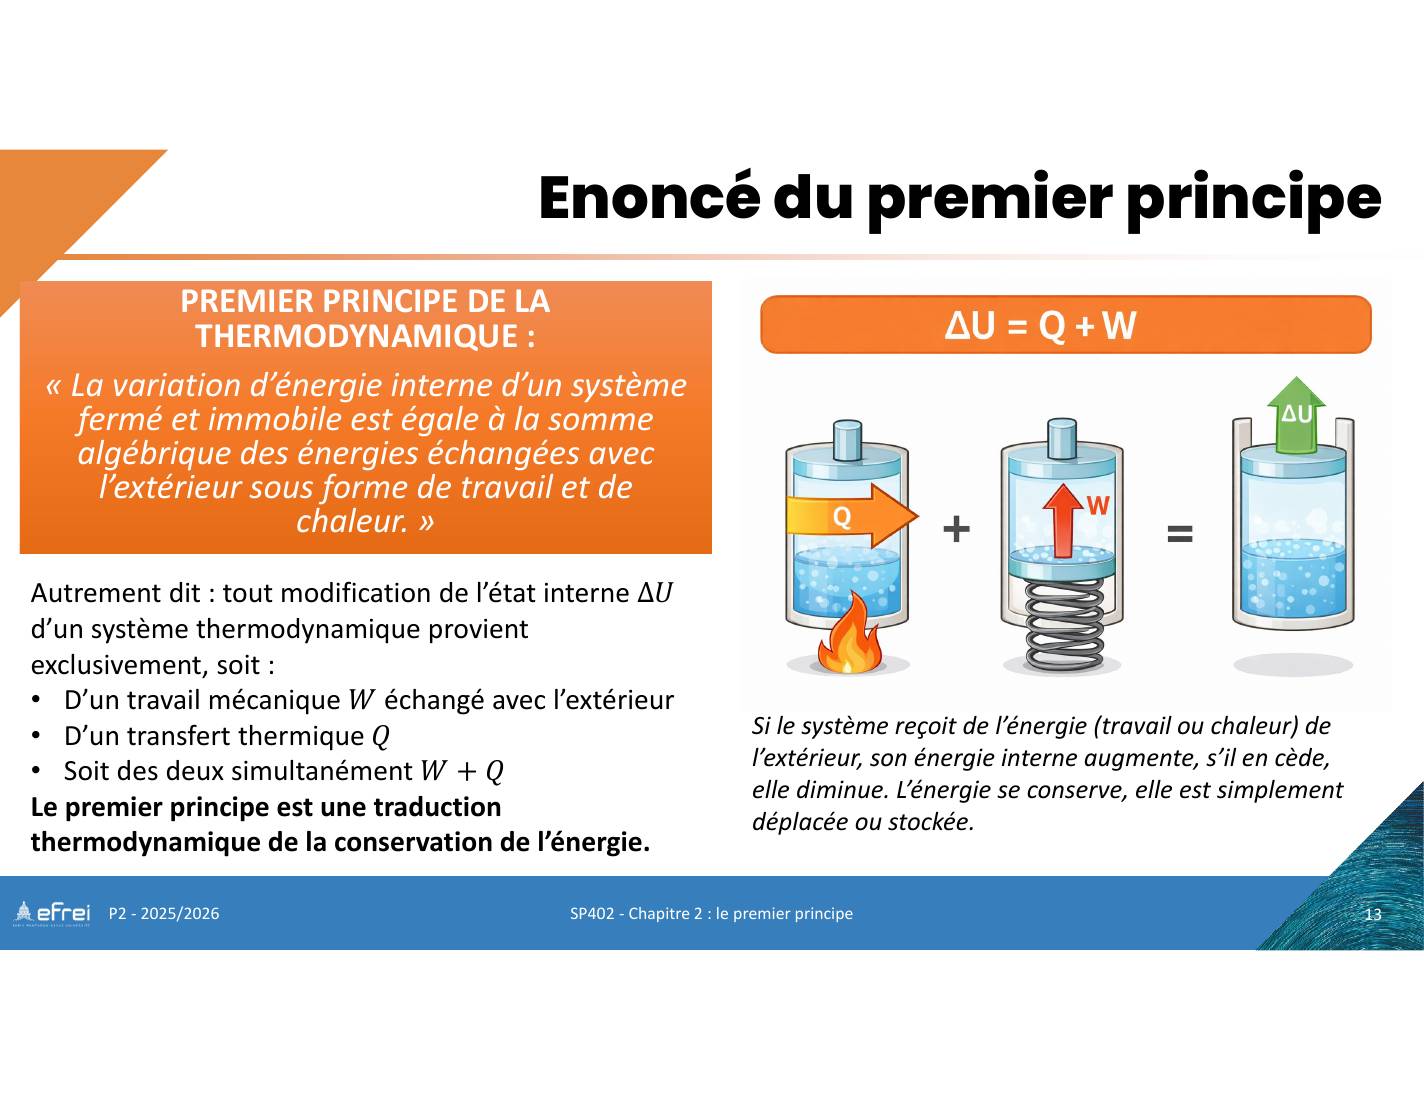 Enoncé du premier principe
PREMIER PRINCIPE DE LA
THERMODYNAMIQUE :
« La variation d’énergie interne d’un système
fermé et immobile est égale à la somme
algébrique des énergies échangées avec
l’extérieur sous forme de travail et de
chaleur. »
Autrement dit : tout modification de l’état interne Δ𝑈
d’un système thermodynamique provient
exclusivement, soit :
• D’un travail mécanique 𝑊 échangé avec l’extérieur
• D’un transfert thermique 𝑄
• Soit des deux simultanément 𝑊 + 𝑄
Le premier principe est une traduction
thermodynamique de la conservation de l’énergie.
ΔU = Q + W
Q
+
W
=
ΔU
Si le système reçoit de l’énergie (travail ou chaleur) de
l’extérieur, son énergie interne augmente, s’il en cède,
elle diminue. L’énergie se conserve, elle est simplement
déplacée ou stockée.
efrei
P2 - 2025/2026
SP402 - Chapitre 2 : le premier principe
13